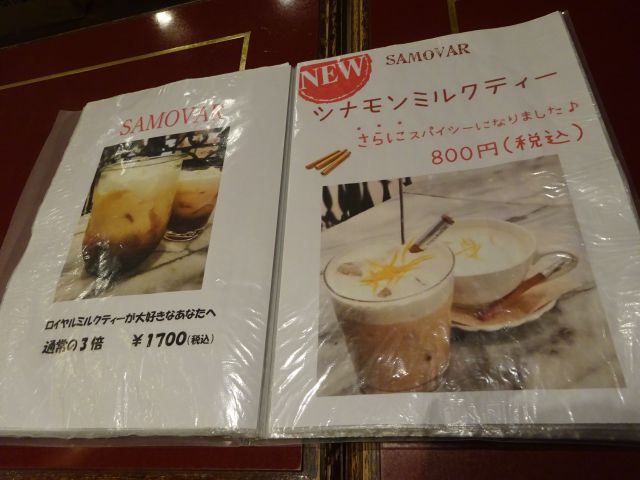 SAMOVAR
ロイヤルミルクティーが大好きなあなたへ
通常の3倍 ￥1700(税込)
NEW
SAMOVAR
シナモンミルクティー
さらにスパイシーになりました♪
800円(税込)